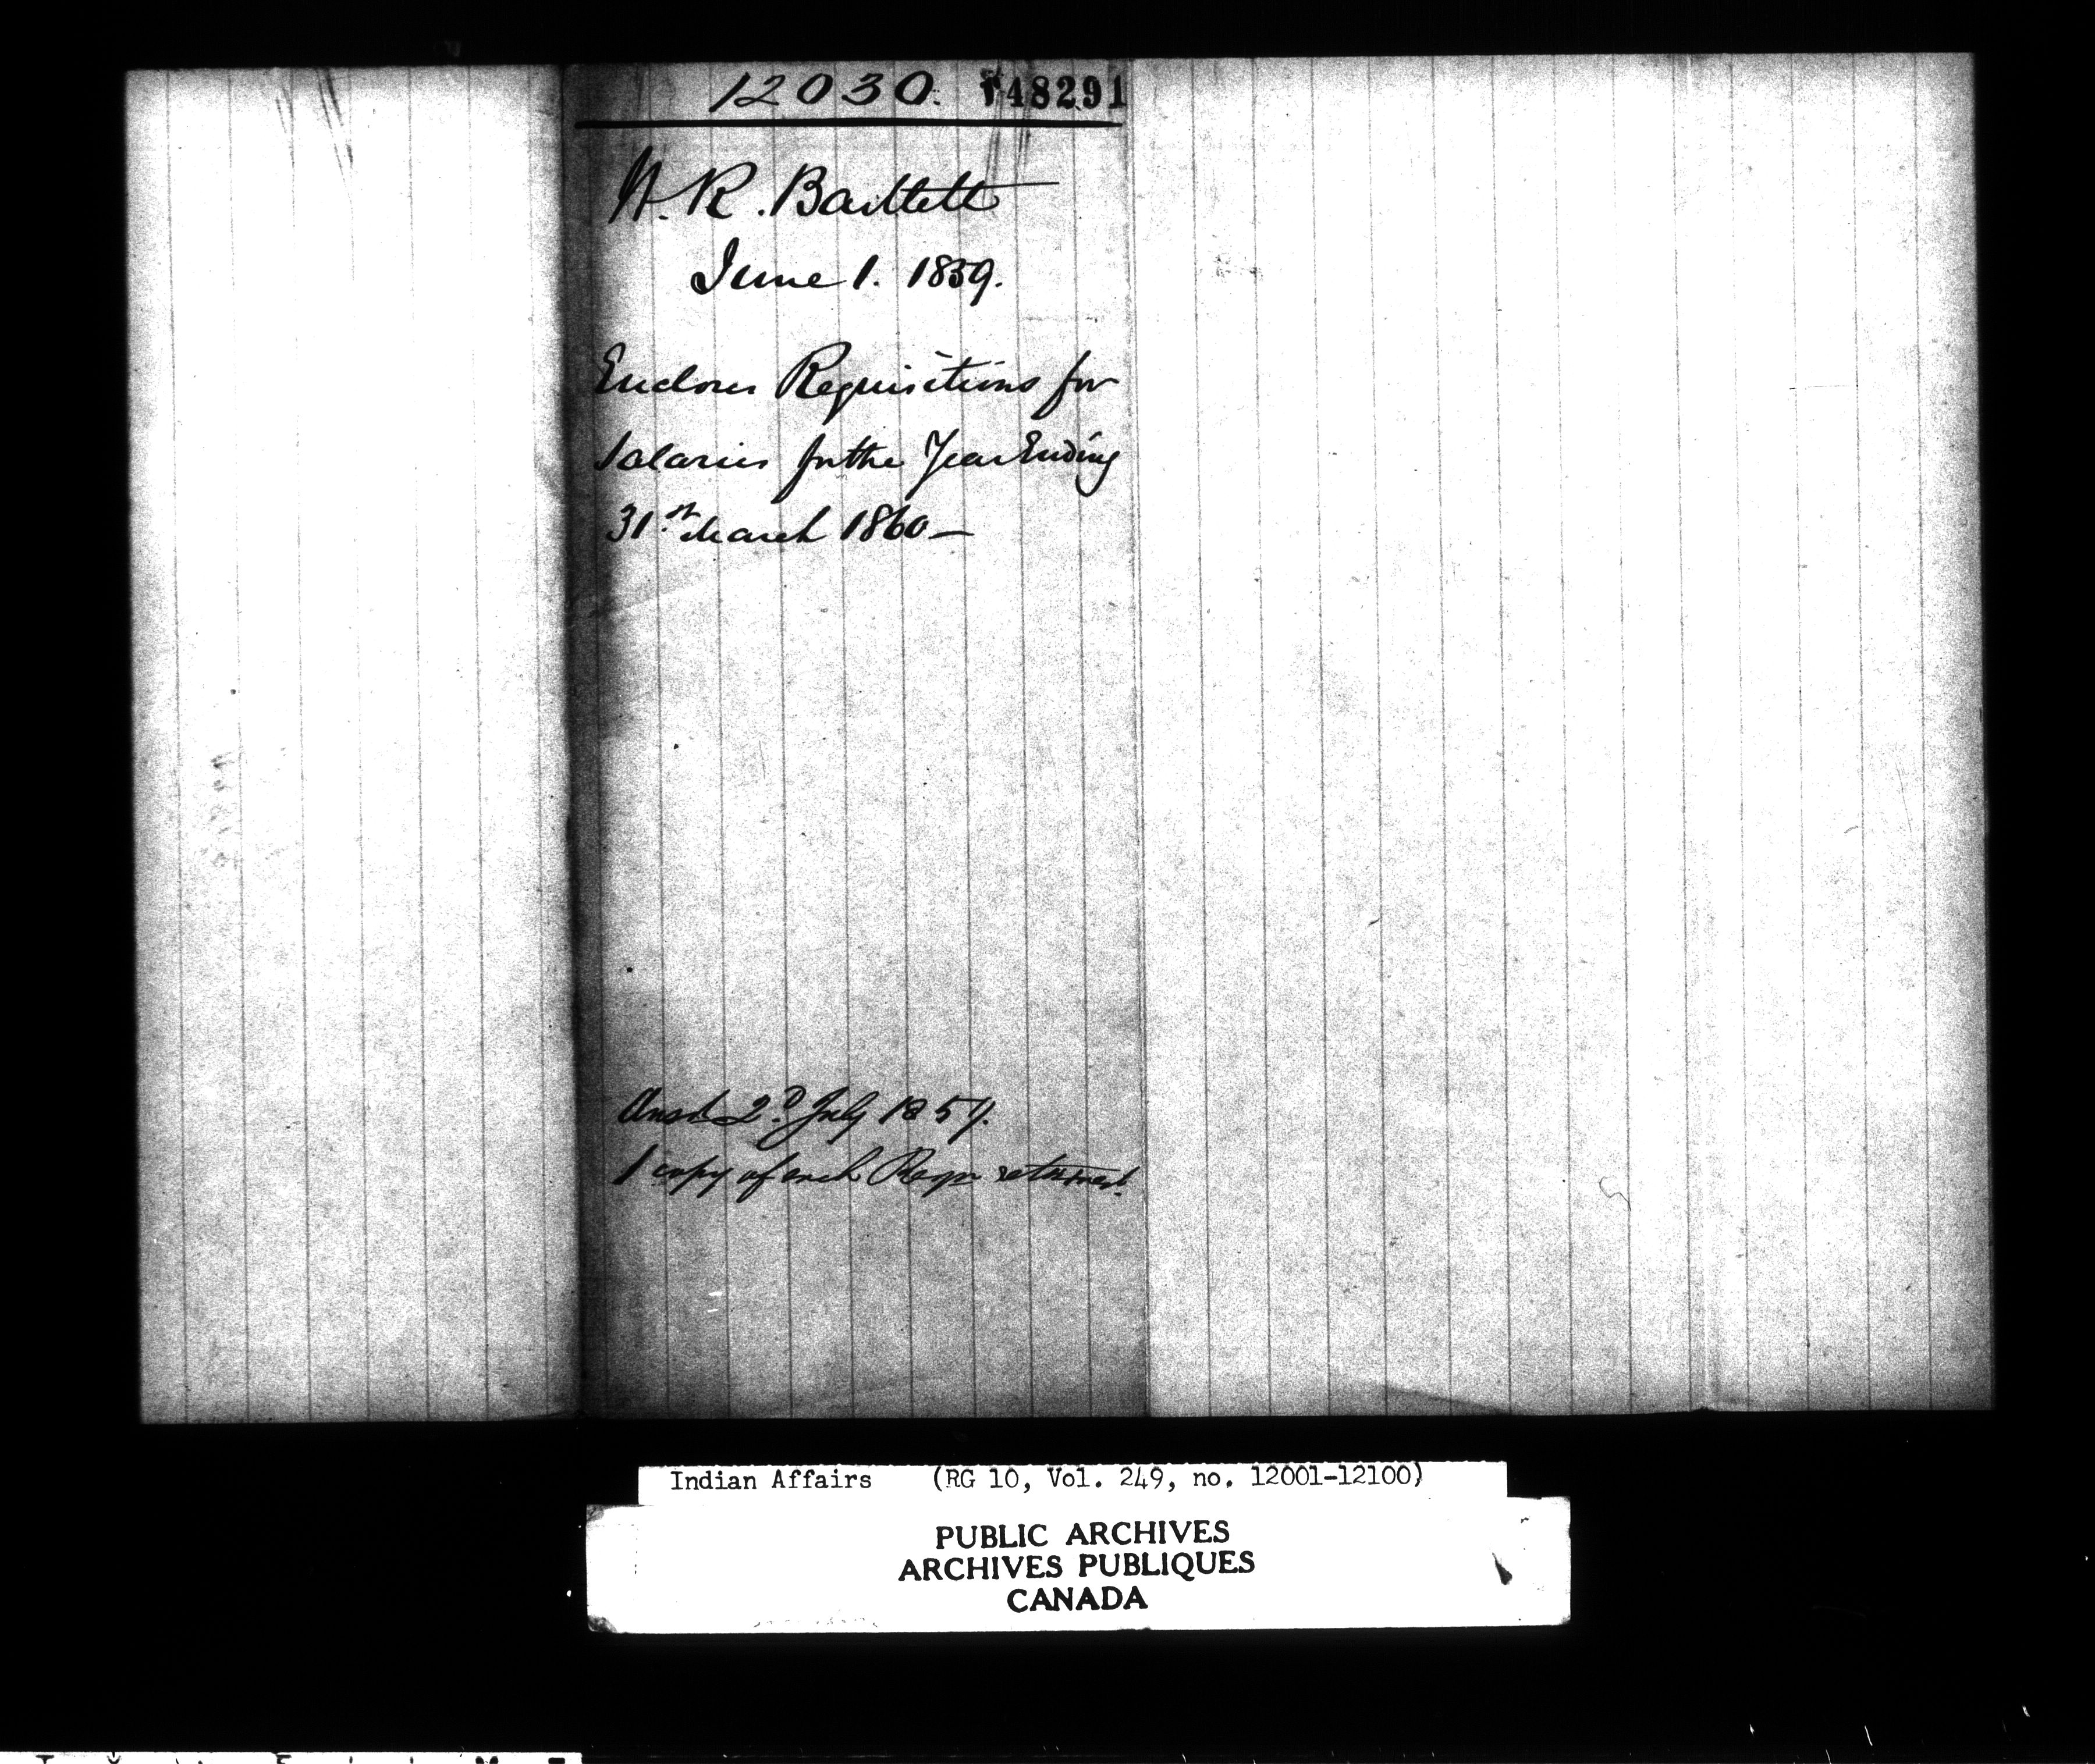 12030. 148291
W. R. Bartlett
June 1. 1859.
Encloses Requisitions for
Salaries for the Year Ending
31st March 1860 —
Ansd 2d July 1859.
1 copy of each Reqn returned.
Indian Affairs (RG 10, Vol. 249, no. 12001-12100)
PUBLIC ARCHIVES
ARCHIVES PUBLIQUES
CANADA